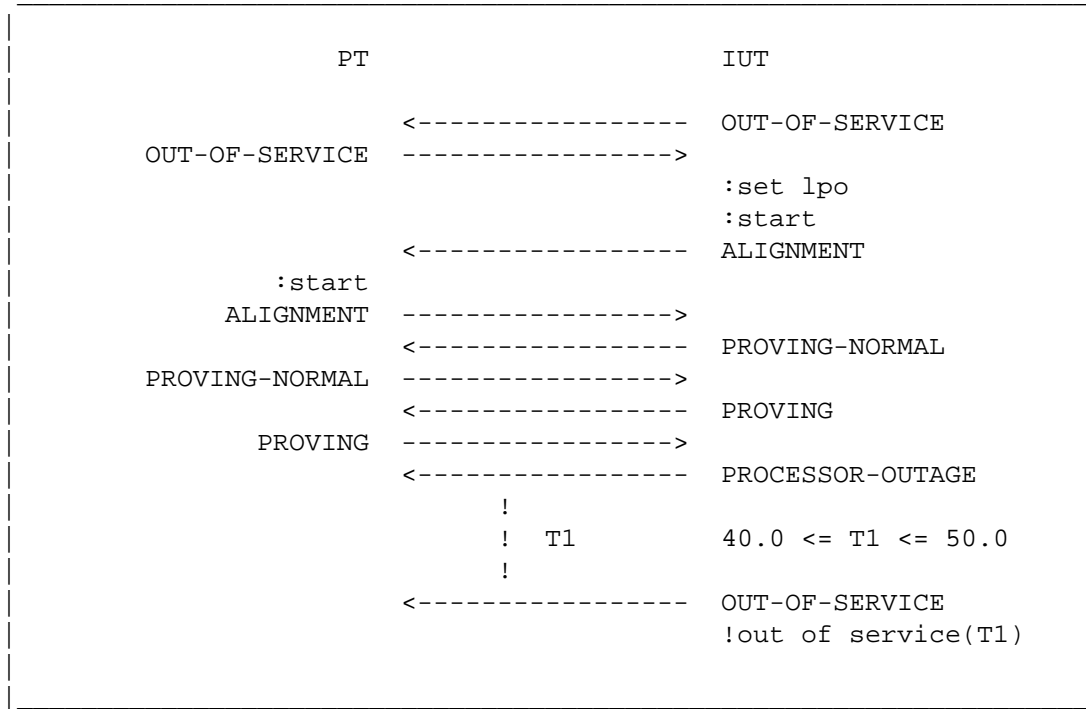 PT IUT
<----------------- OUT-OF-SERVICE
OUT-OF-SERVICE ----------------->
:set lpo
:start
<----------------- ALIGNMENT
:start
ALIGNMENT ----------------->
<----------------- PROVING-NORMAL
PROVING-NORMAL ----------------->
<----------------- PROVING
PROVING ----------------->
<----------------- PROCESSOR-OUTAGE
!
! T1 40.0 <= T1 <= 50.0
!
<----------------- OUT-OF-SERVICE
!out of service(T1)